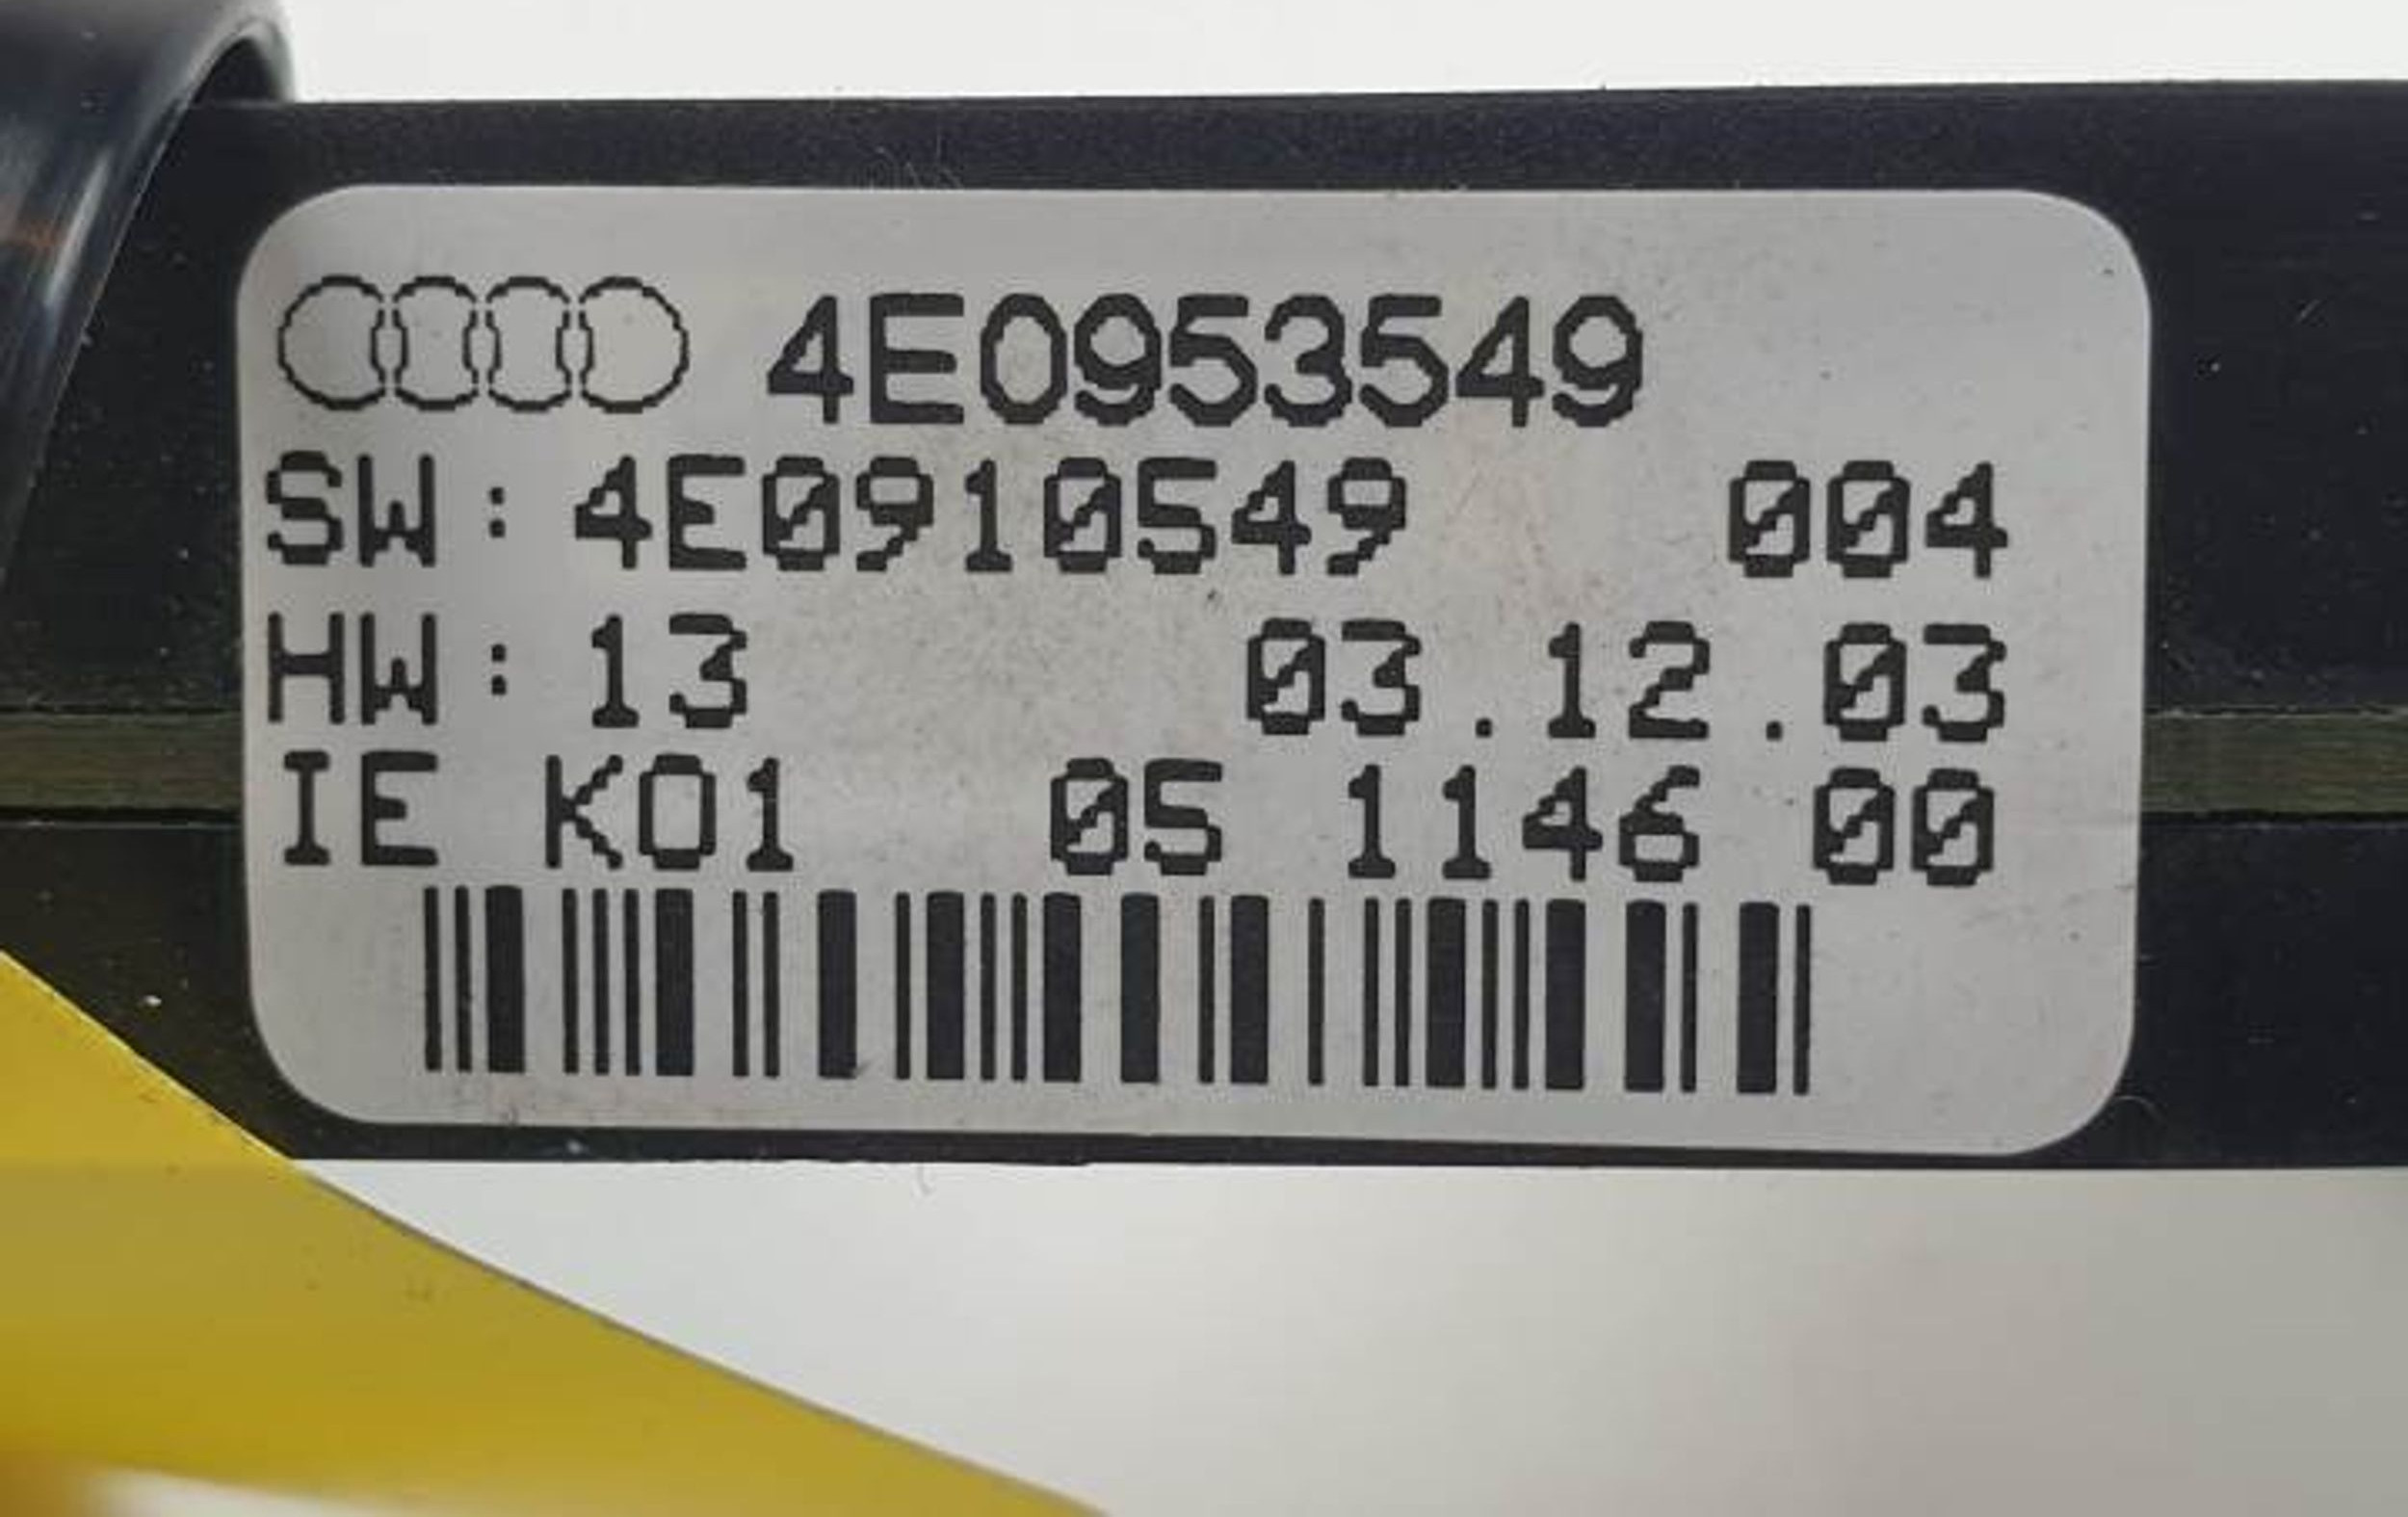 4E0953549
SW: 4E0910549 004
HW: 13 03.12.03
IE K01 05 1146 00